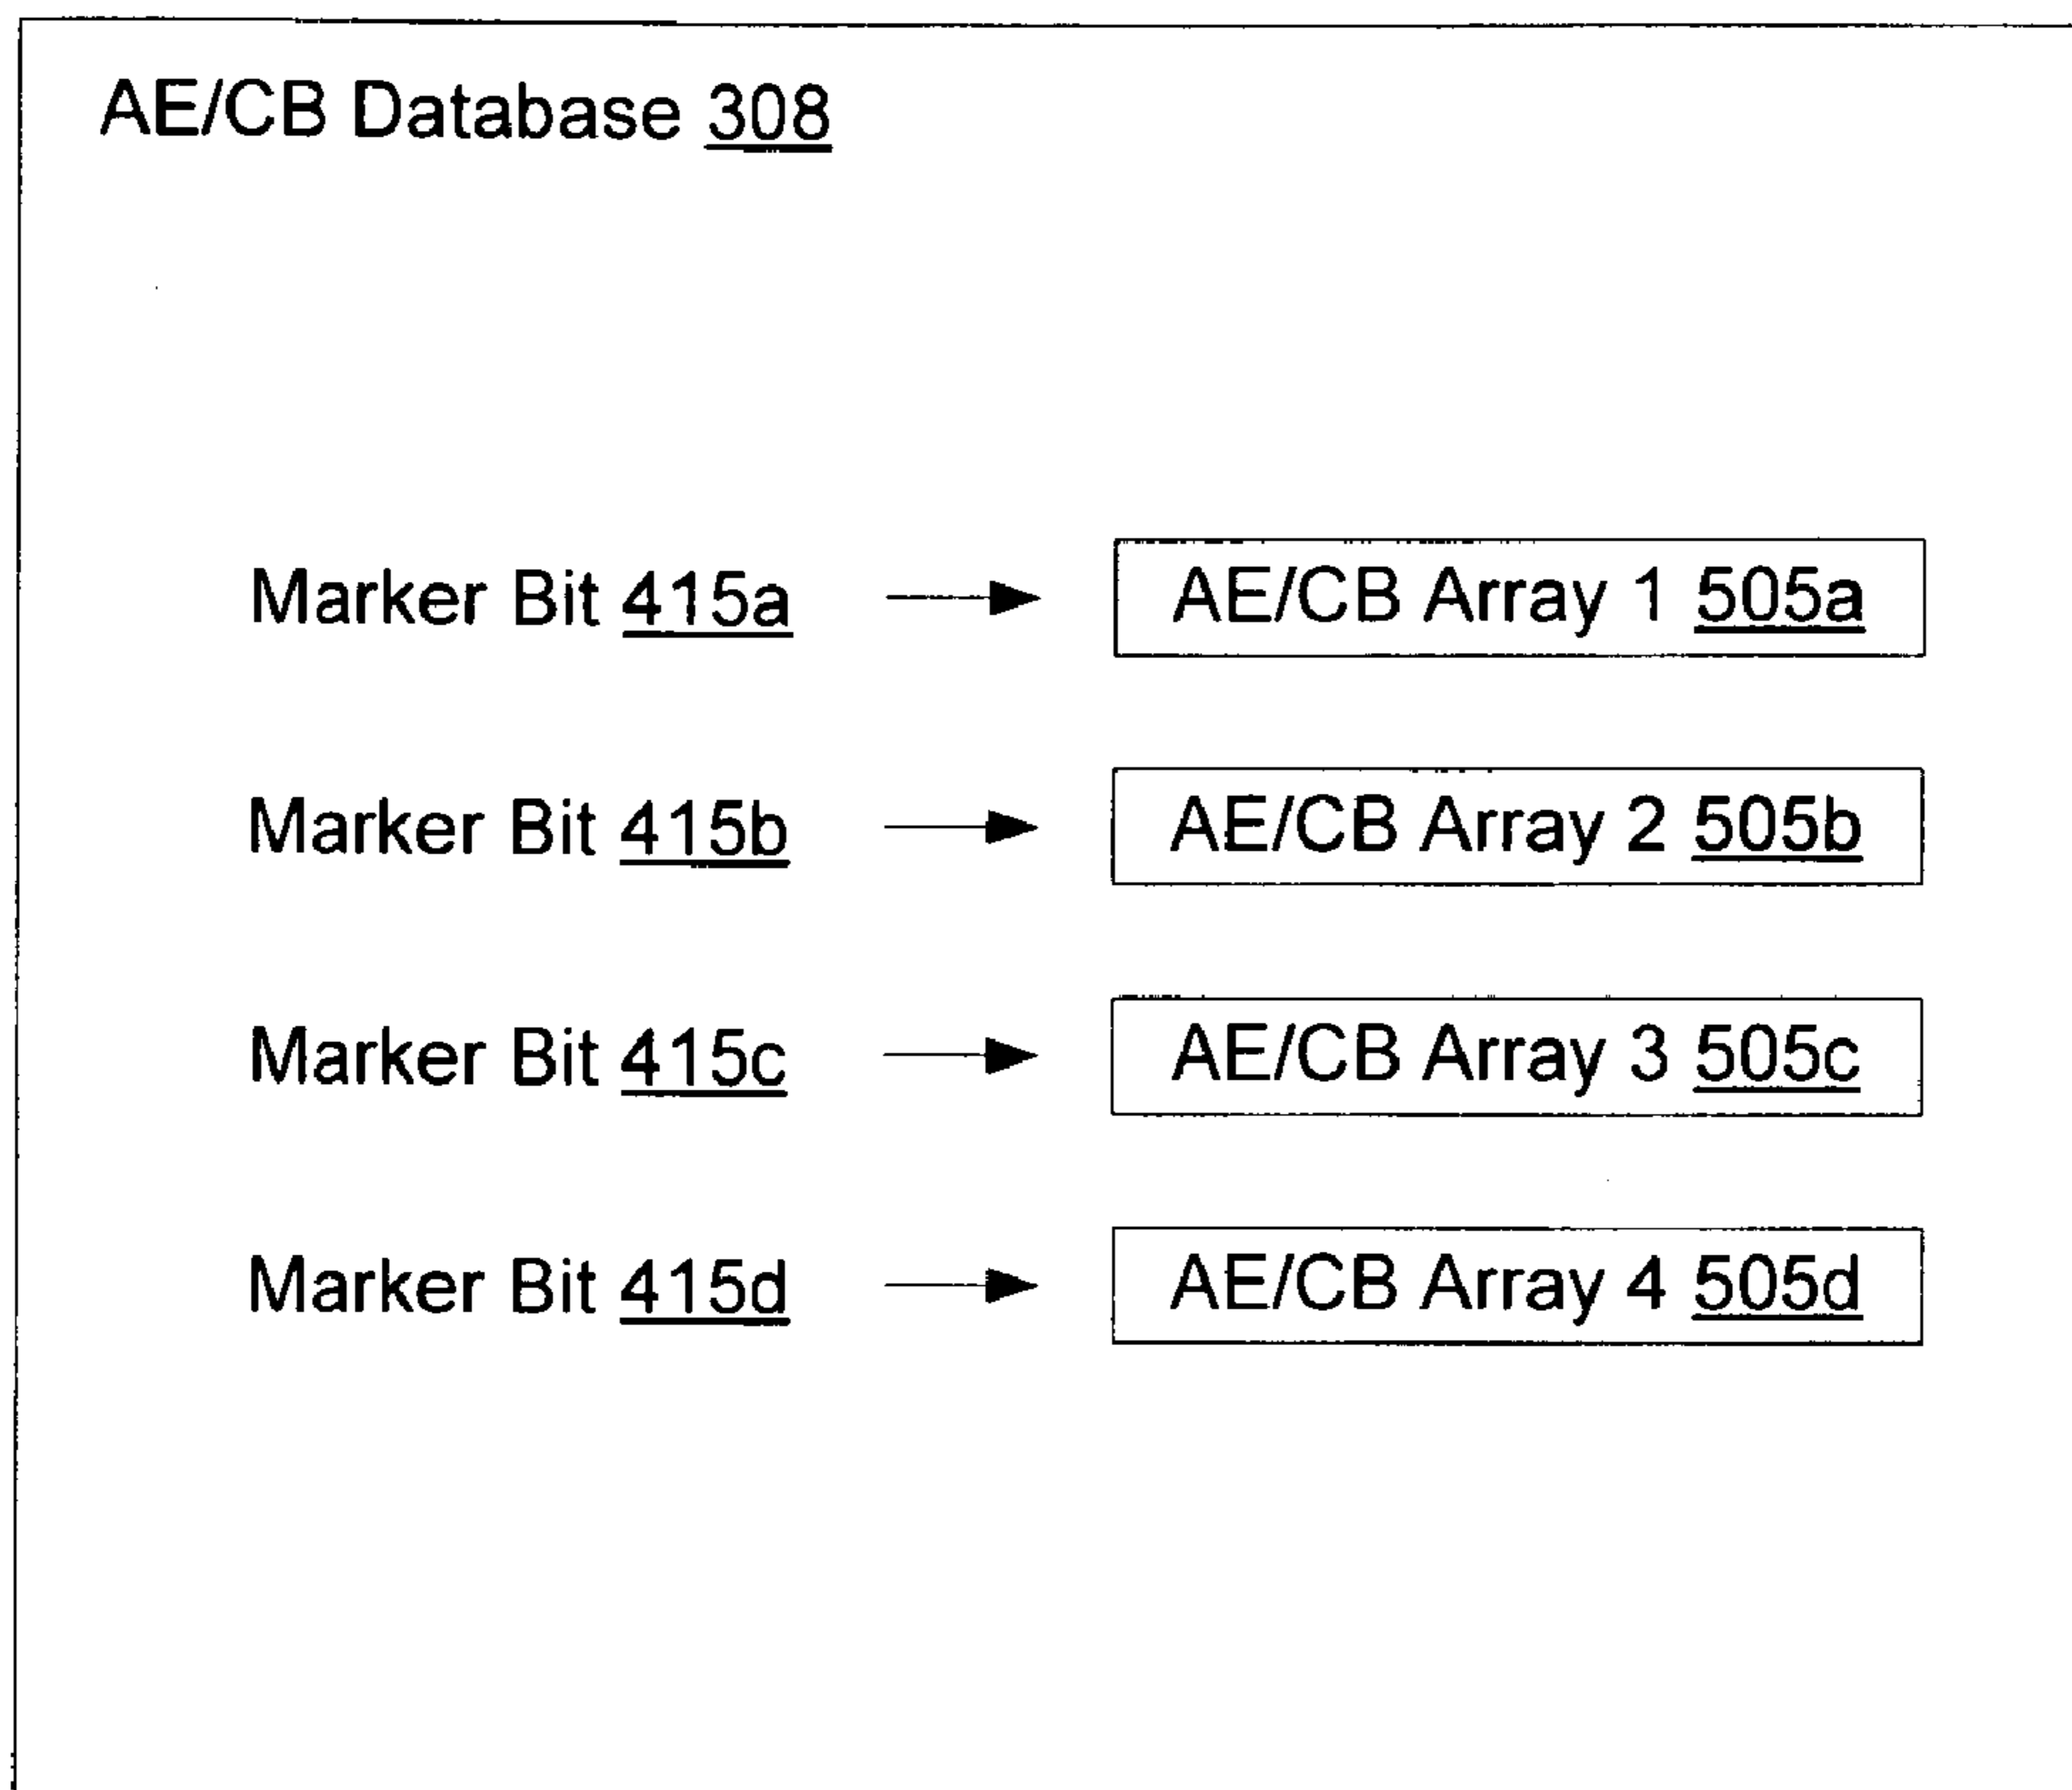 AE/CB Database 308
Marker Bit 415a AE/CB Array 1 505a
Marker Bit 415b AE/CB Array 2 505b
Marker Bit 415c AE/CB Array 3 505c
Marker Bit 415d AE/CB Array 4 505d